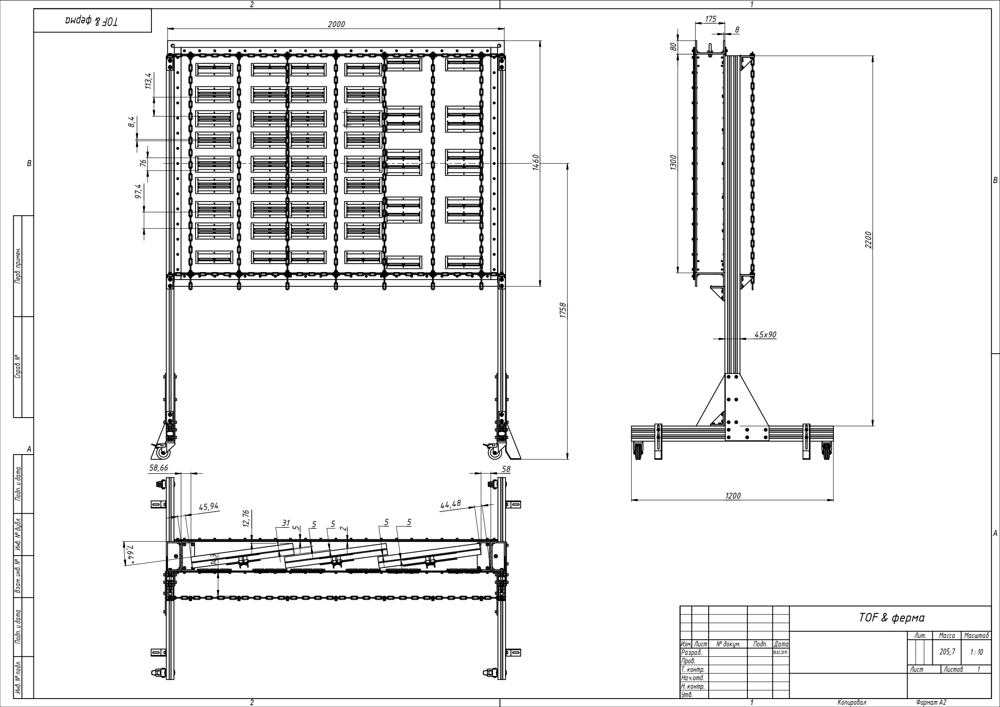 2
1
TOF & ферма
2000
175
8
80
113,4
8,4
76
97,4
1460
1300
2200
1758
45x90
1200
B
B
A
A
Перв. примен.
Справ. №
Подп. и дата
Инв. № дубл.
Взам. инв. №
Подп. и дата
Инв. № подл.
58,66
58
45,94
44,48
12,76
31
5
5
5
2
5
5
7,64°
143
TOF & ферма
Лит.
Масса
Масштаб
Изм.
Лист
№ докум.
Подп.
Дата
Разраб.
18.02.2019
205,7
1 : 10
Пров.
Т. контр.
Лист
Листов 1
Нач.отд.
Н. контр.
Утв.
2
1
Копировал
Формат A2